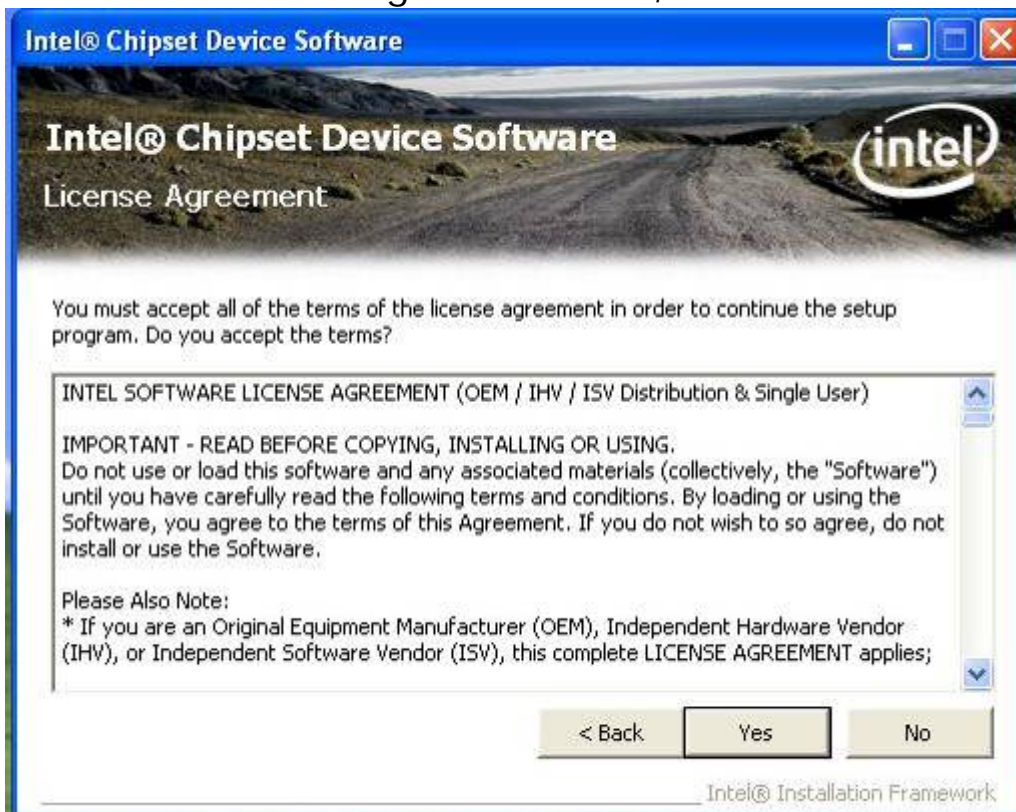 Intel® Chipset Device Software
Intel® Chipset Device Software
intel
License Agreement
You must accept all of the terms of the license agreement in order to continue the setup
program. Do you accept the terms?
INTEL SOFTWARE LICENSE AGREEMENT (OEM / IHV / ISV Distribution & Single User)
IMPORTANT - READ BEFORE COPYING, INSTALLING OR USING.
Do not use or load this software and any associated materials (collectively, the "Software")
until you have carefully read the following terms and conditions. By loading or using the
Software, you agree to the terms of this Agreement. If you do not wish to so agree, do not
install or use the Software.
Please Also Note:
* If you are an Original Equipment Manufacturer (OEM), Independent Hardware Vendor
(IHV), or Independent Software Vendor (ISV), this complete LICENSE AGREEMENT applies;
< Back Yes No
Intel® Installation Framework